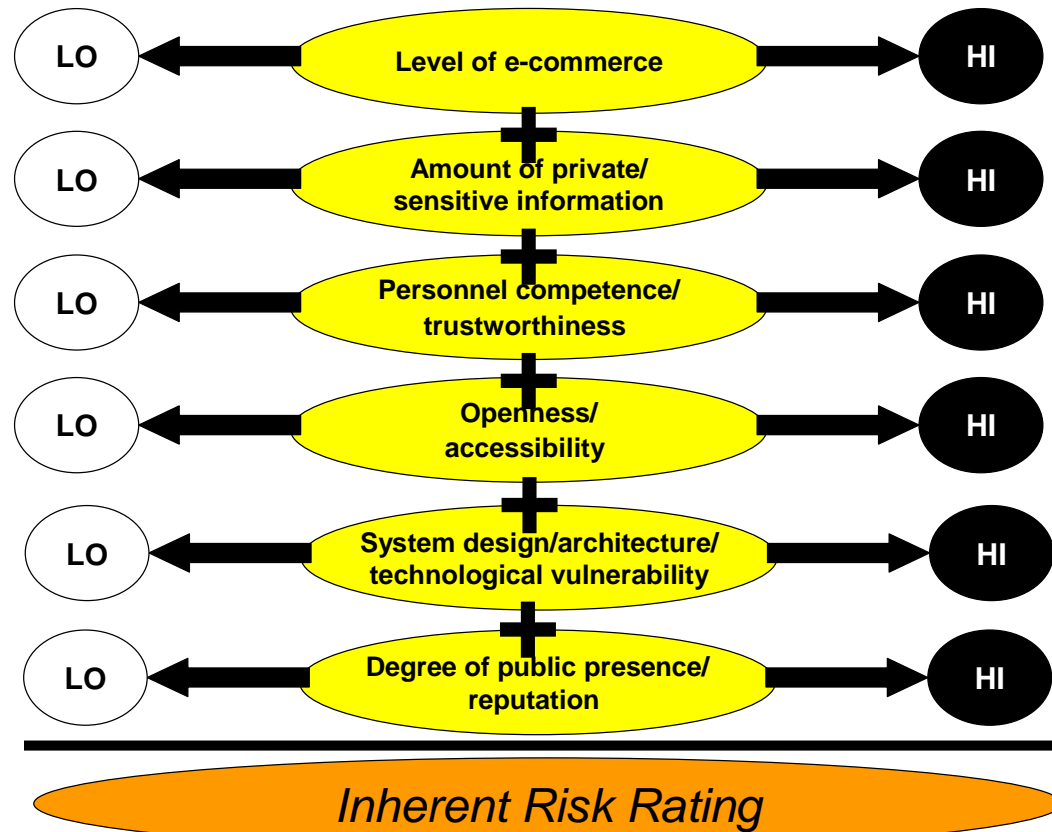 LO
Level of e-commerce
HI
LO
Amount of private/
sensitive information
HI
LO
Personnel competence/
trustworthiness
HI
LO
Openness/
accessibility
HI
LO
System design/architecture/
technological vulnerability
HI
LO
Degree of public presence/
reputation
HI
Inherent Risk Rating